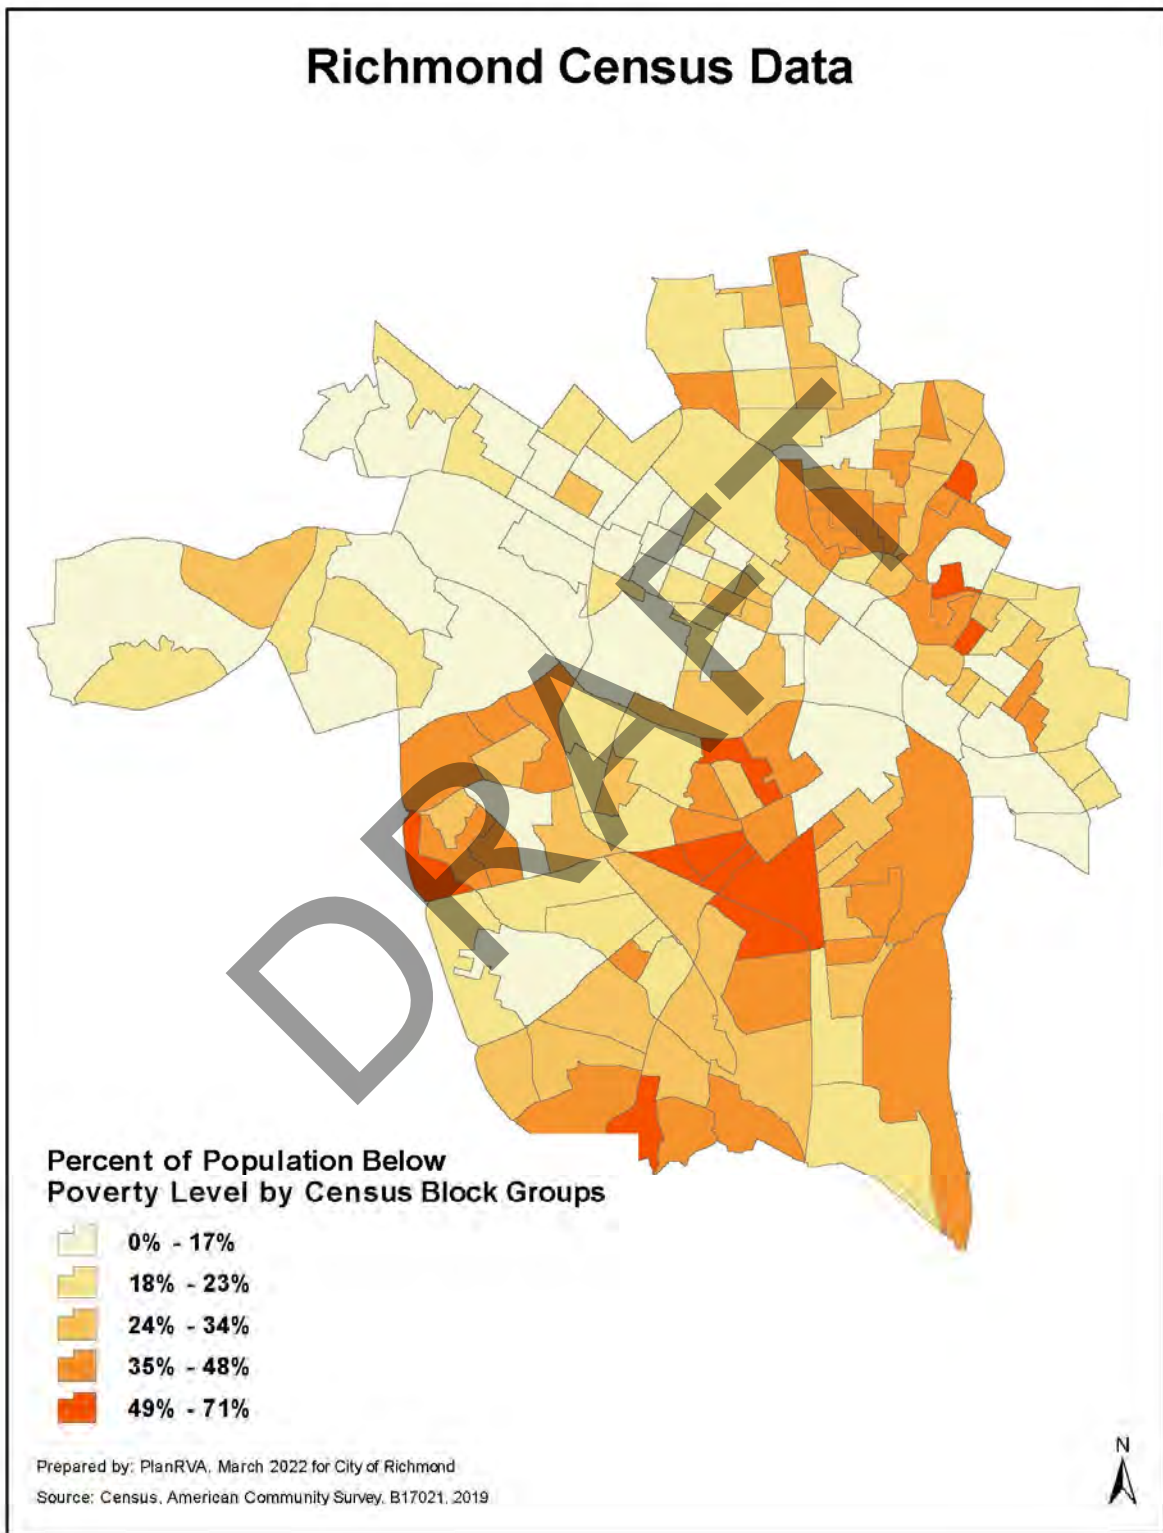 Richmond Census Data
DRAFT
Percent of Population Below
Poverty Level by Census Block Groups
0% - 17%
18% - 23%
24% - 34%
35% - 48%
49% - 71%
Prepared by: PlanRVA, March 2022 for City of Richmond
Source: Census, American Community Survey, B17021, 2019
N